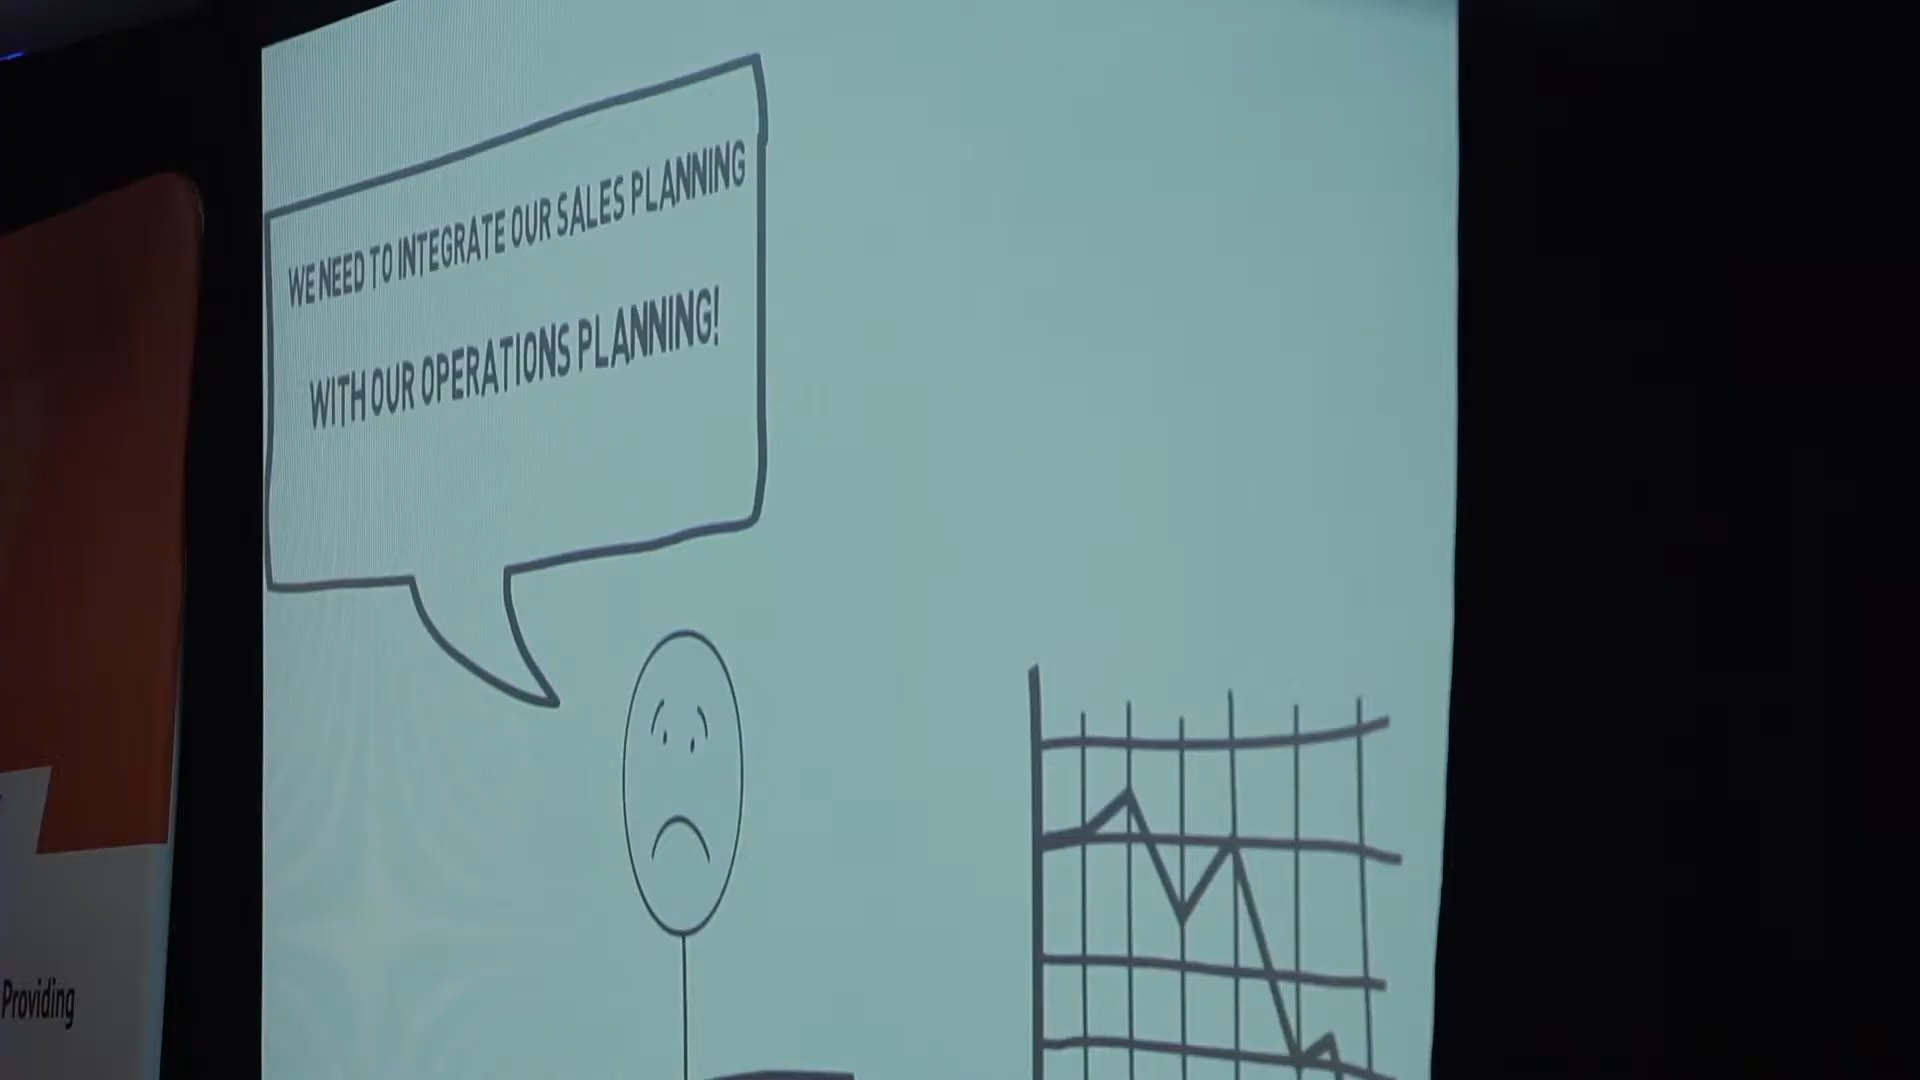 WE NEED TO INTEGRATE OUR SALES PLANNING
WITH OUR OPERATIONS PLANNING!
Providing